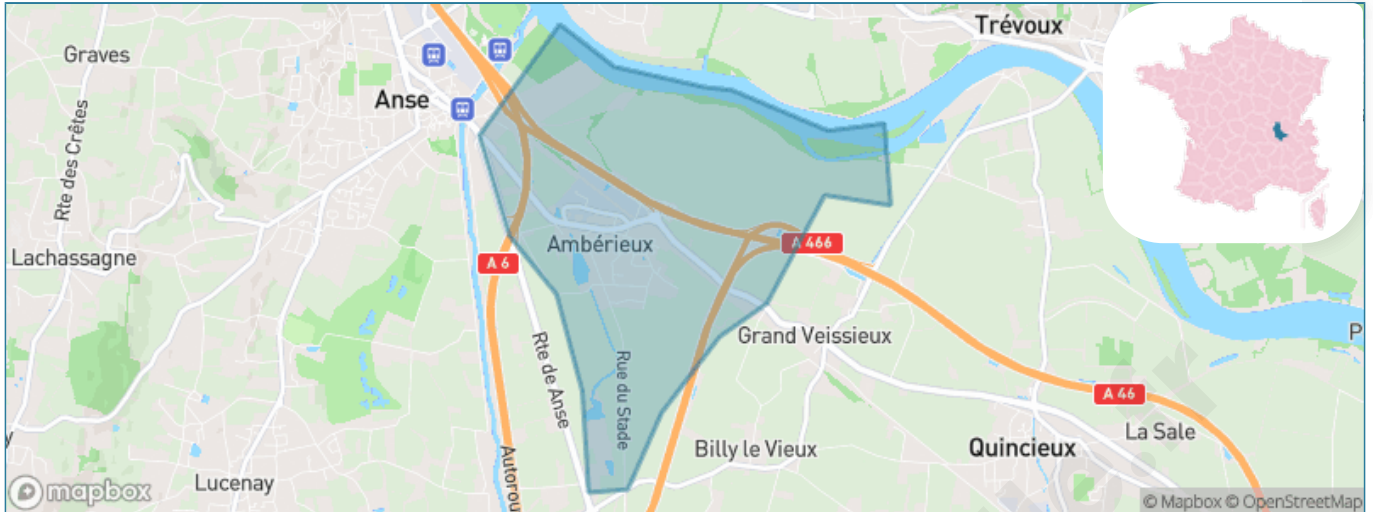 Trévoux
Graves
Anse
Rte des Crêtes
Ambérieux
A 466
Lachassagne
A 6
Grand Veissieux
P
Rte de Anse
Rue du Stade
A 46
La Sale
Billy le Vieux
Quincieux
y
Autorou
Lucenay
mapbox
© Mapbox © OpenStreetMap